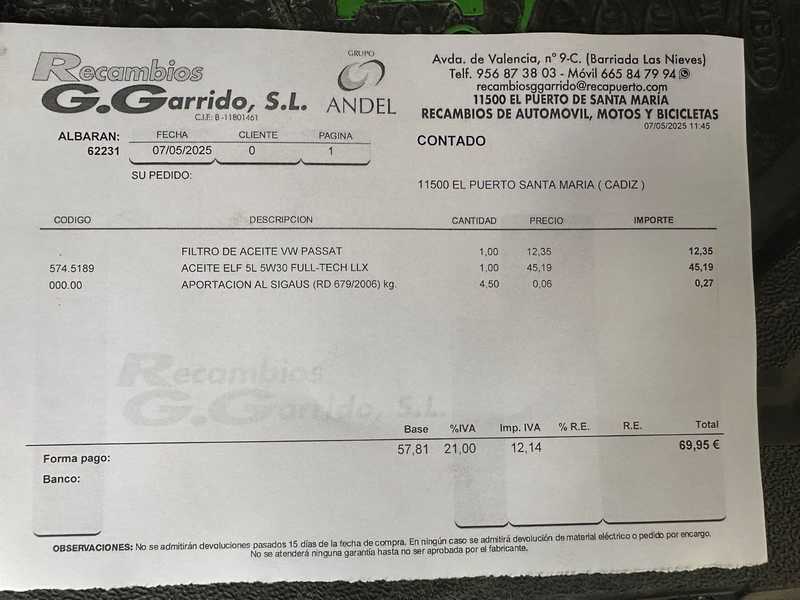 Recambios
G.Garrido, S.L.
C.I.F.: B-11801461
GRUPO
ANDEL
Avda. de Valencia, nº 9-C. (Barriada Las Nieves)
Telf. 956 87 38 03 - Móvil 665 84 79 94
recambiosggarrido@recapuerto.com
11500 EL PUERTO DE SANTA MARÍA
RECAMBIOS DE AUTOMOVIL, MOTOS Y BICICLETAS
07/05/2025 11:45
ALBARAN: FECHA CLIENTE PAGINA
62231 07/05/2025 0 1
CONTADO
SU PEDIDO:
11500 EL PUERTO SANTA MARIA ( CADIZ )
CODIGO DESCRIPCION CANTIDAD PRECIO IMPORTE
. FILTRO DE ACEITE VW PASSAT 1,00 12,35 12,35
574.5189 ACEITE ELF 5L 5W30 FULL-TECH LLX 1,00 45,19 45,19
000.00 APORTACION AL SIGAUS (RD 679/2006) kg. 4,50 0,06 0,27
Recambios
G.Garrido, S.L.
Base %IVA Imp. IVA % R.E. R.E. Total
57,81 21,00 12,14 69,95 €
Forma pago:
Banco:
OBSERVACIONES: No se admitirán devoluciones pasados 15 días de la fecha de compra. En ningún caso se admitirá devolución de material eléctrico o pedido por encargo.
No se atenderá ninguna garantía hasta no ser aprobada por el fabricante.